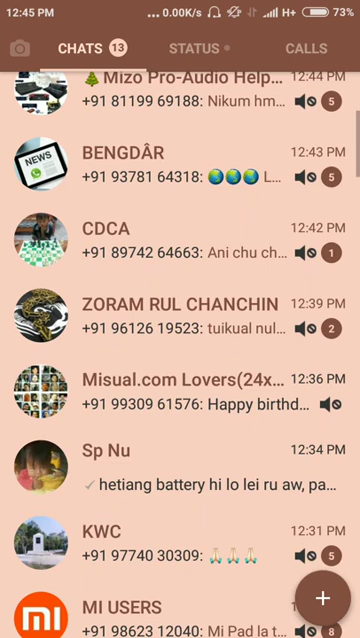 12:45 PM ... 0.00K/s H+ 73%
CHATS 13 STATUS CALLS
🎄Mizo Pro-Audio Help... 12:44 PM
+91 81199 69188: Nikum hm... 5
NEWS
BENGDÂR 12:43 PM
+91 93781 64318: 🌏🌏🌏 L... 5
CDCA 12:42 PM
+91 89742 64663: Ani chu ch... 1
ZORAM RUL CHANCHIN 12:39 PM
+91 96126 19523: tuikual nul... 2
Misual.com Lovers(24x... 12:36 PM
+91 99309 61576: Happy birthd...
Sp Nu 12:34 PM
✓ hetiang battery hi lo lei ru aw, pa...
KWC 12:31 PM
+91 97740 30309: 🙏🏻🙏🏻🙏🏻 5
+
mi
MI USERS
+91 98623 12040: Mi Pad la t... 8